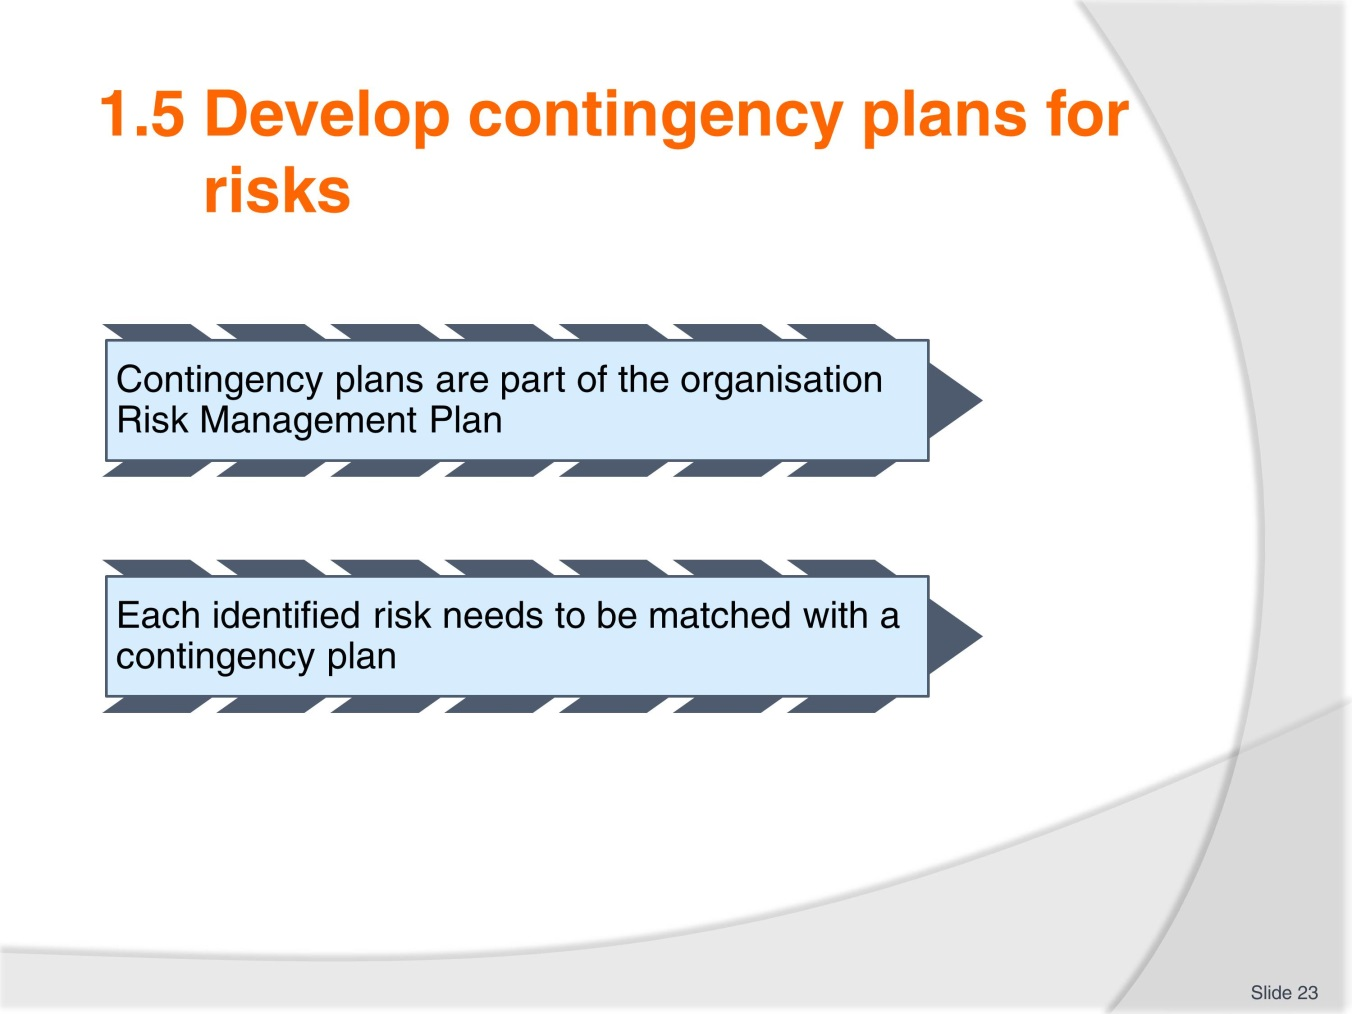 1.5 Develop contingency plans for
risks
Contingency plans are part of the organisation
Risk Management Plan
Each identified risk needs to be matched with a
contingency plan
Slide 23